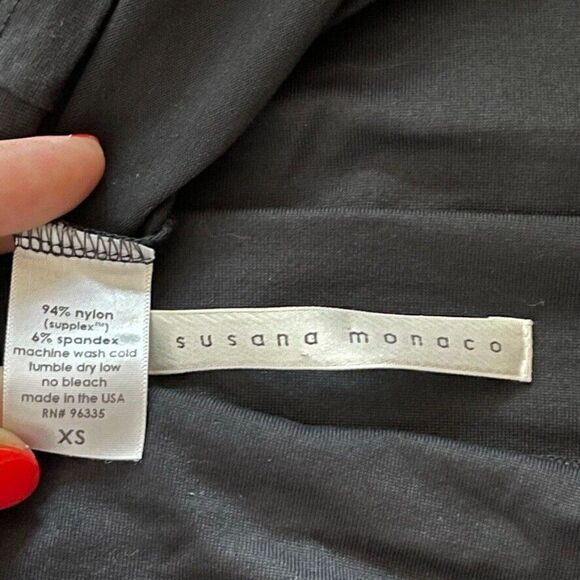 94% nylon
(supplex™)
6% spandex
machine wash cold
tumble dry low
no bleach
made in the USA
RN# 96335
XS
susana monaco